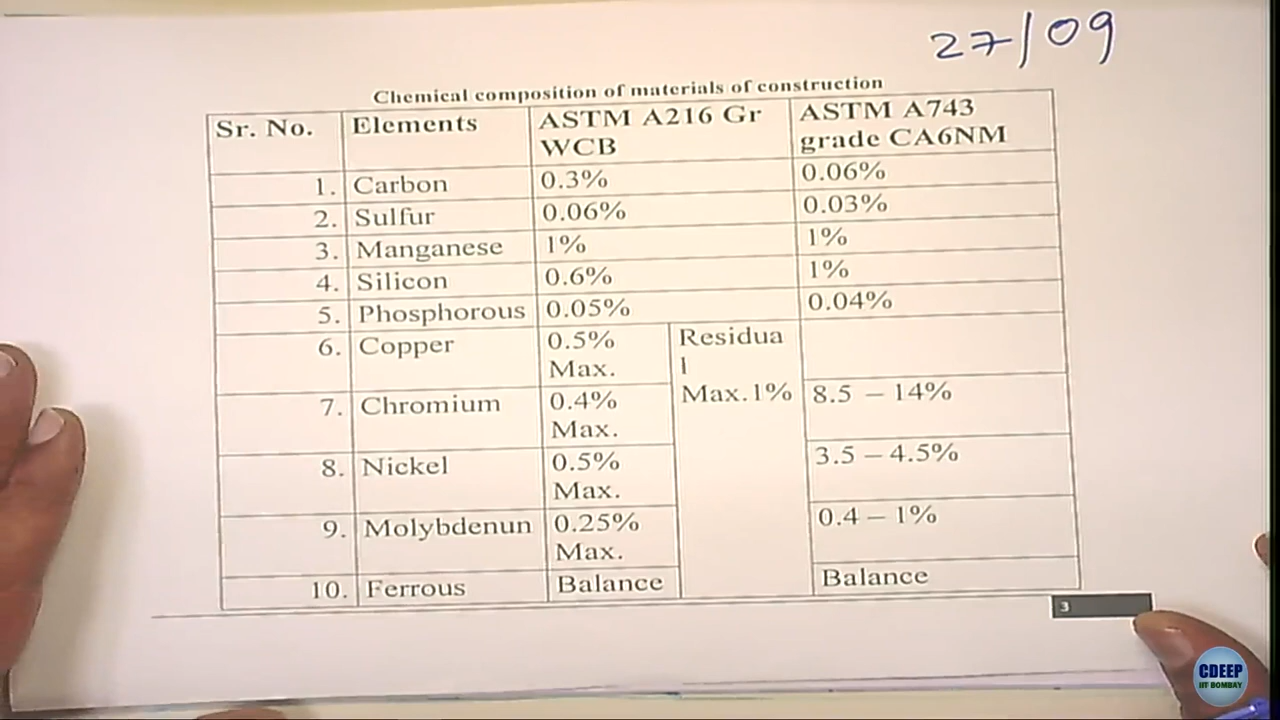 27/09
Chemical composition of materials of construction
Sr. No. Elements ASTM A216 Gr WCB ASTM A743 grade CA6NM
1. Carbon 0.3% 0.06%
2. Sulfur 0.06% 0.03%
3. Manganese 1% 1%
4. Silicon 0.6% 1%
5. Phosphorous 0.05% 0.04%
6. Copper 0.5% Max. Residual Max.1%
7. Chromium 0.4% Max. 8.5 – 14%
8. Nickel 0.5% Max. 3.5 – 4.5%
9. Molybdenun 0.25% Max. 0.4 – 1%
10. Ferrous Balance Balance
3
CDEEP
IIT BOMBAY